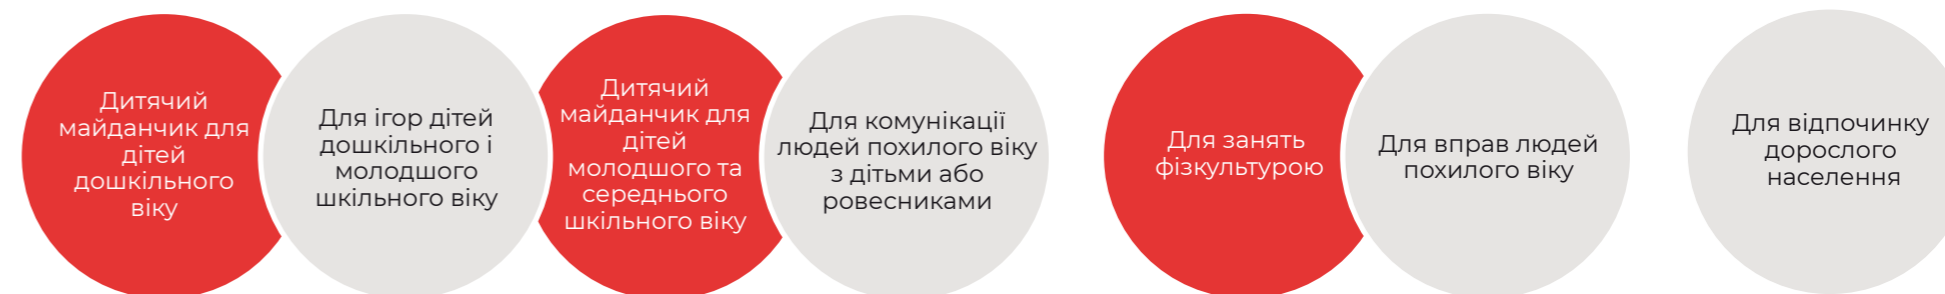 Дитячий
майданчик для
дітей
дошкільного
віку
Для ігор дітей
дошкільного і
молодшого
шкільного віку
Дитячий
майданчик для
дітей
молодшого та
середнього
шкільного віку
Для комунікації
людей похилого віку
з дітьми або
ровесниками
Для занять
фізкультурою
Для вправ людей
похилого віку
Для відпочинку
дорослого
населення